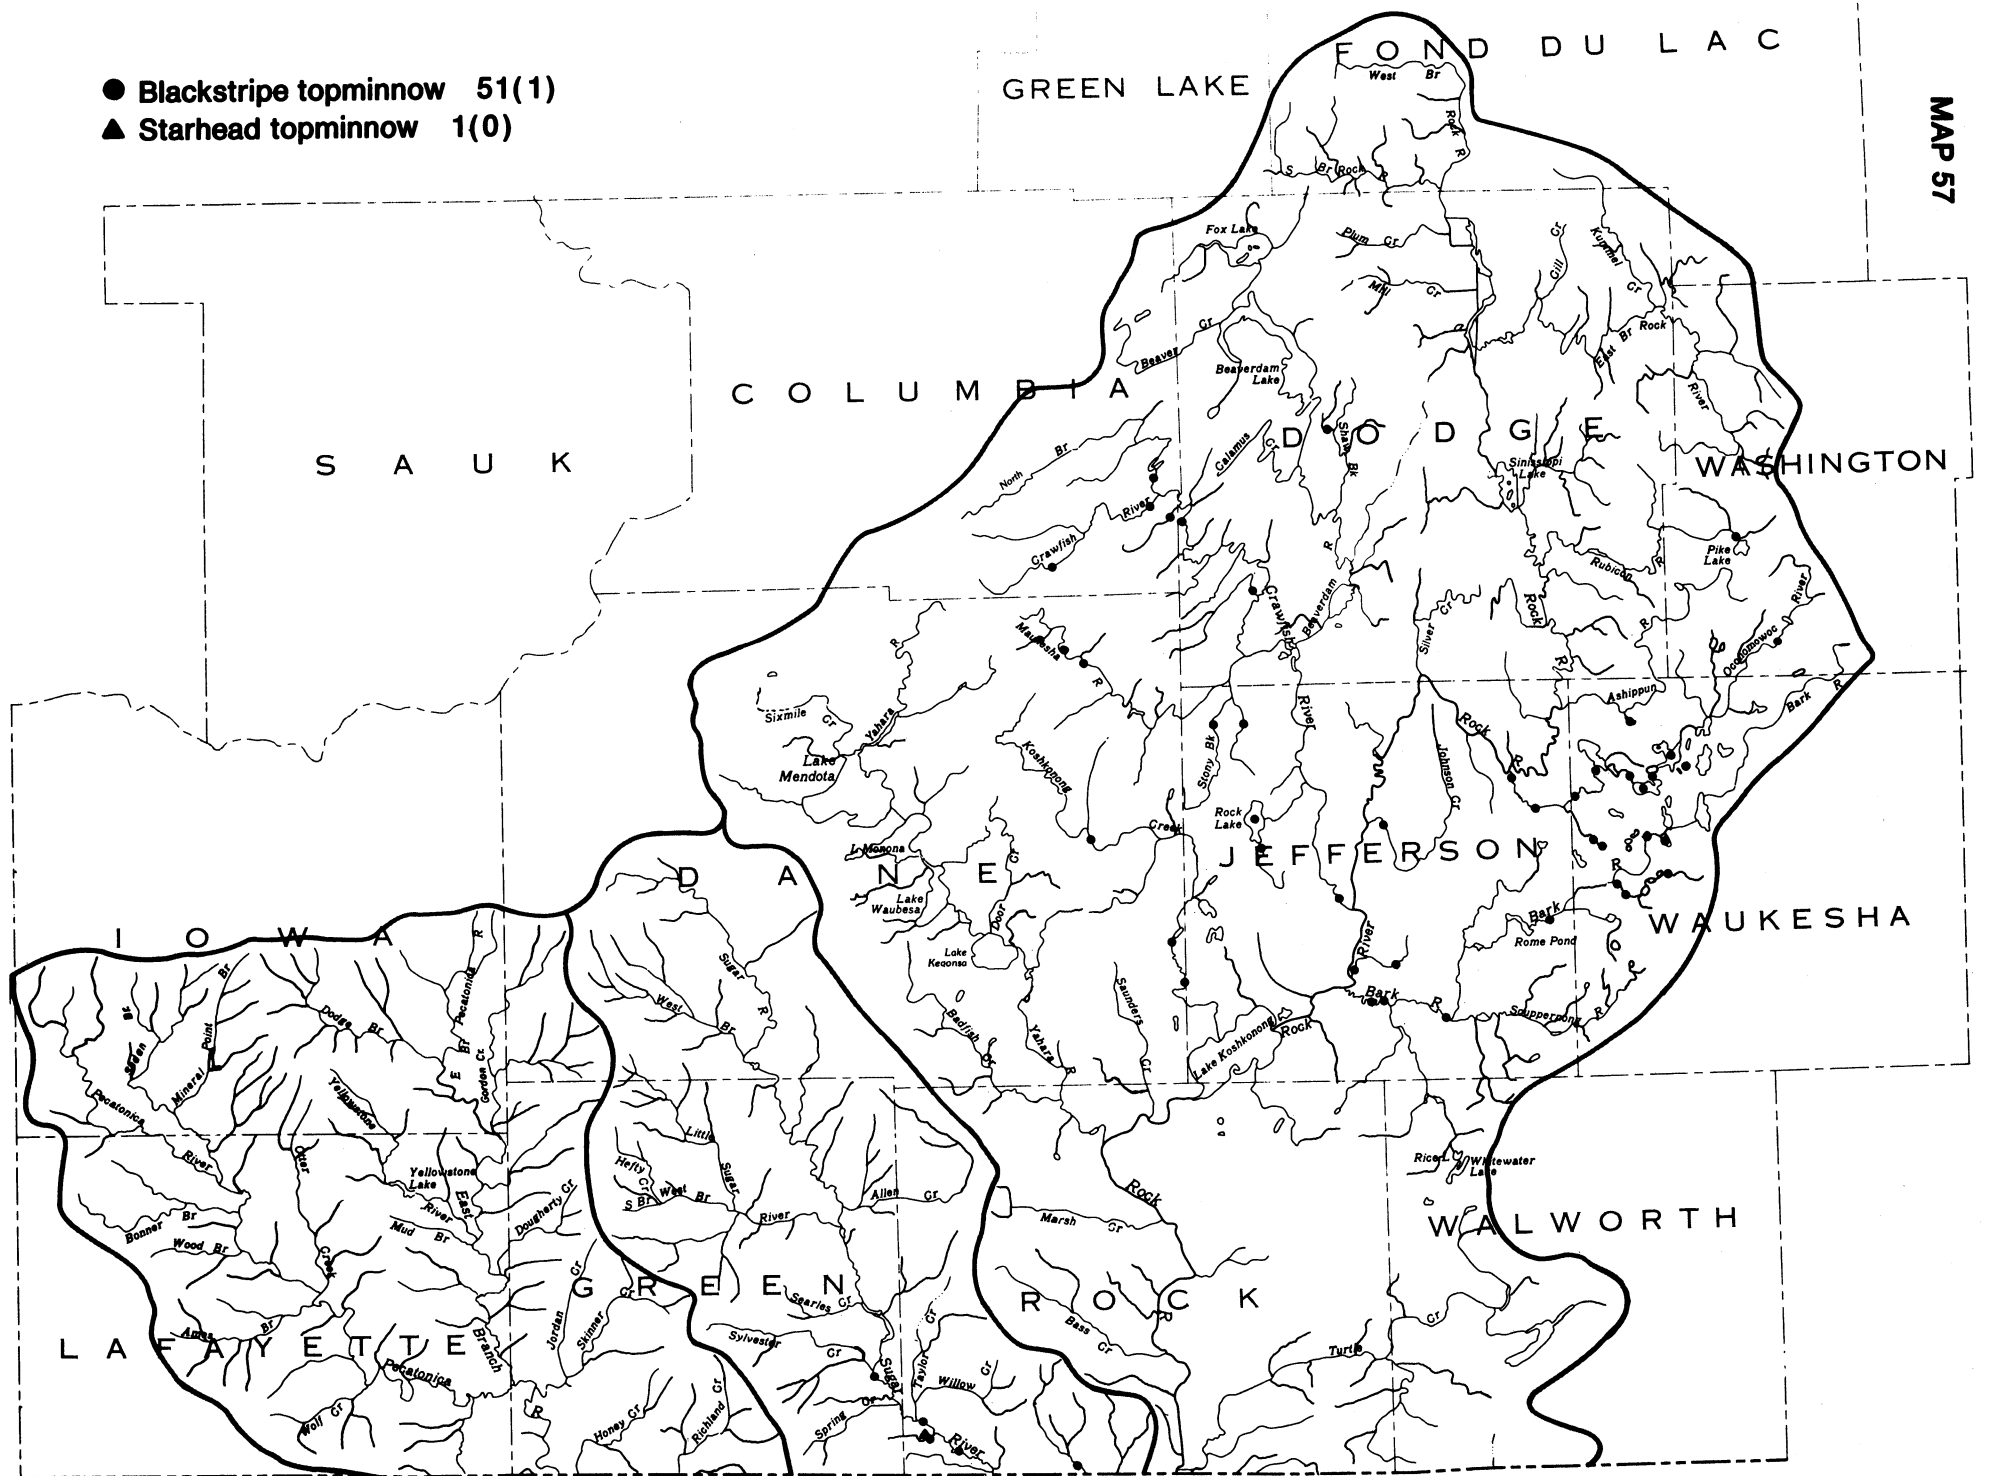 ● Blackstripe topminnow 51(1)
▲ Starhead topminnow 1(0)
MAP 57
FOND DU LAC
GREEN LAKE
West Br
Rock R
S Br Rock R
Fox Lake
Plum Cr
Mill Cr
Gill Cr
Kummel Cr
East Br Rock
River
Beaver Cr
Beaverdam
Lake
COLUMBIA
SAUK
DODGE
WASHINGTON
North Br
Calamus Cr
Shaw Bk
Sinissippi
Lake
Crawfish River
Pike
Lake
Rubicon R
R
Rock
R
Crawfish
Beaverdam
Silver Cr
R
Oconomowoc River
Maunesha R
R
Yahara
Sixmile Cr
Lake
Mendota
Koshkonong
Creek
Stony Bk
River
Rock
R
Johnson Cr
Ashippun
Bark R
Rock
Lake
JEFFERSON
L Monona
DANE
Lake
Waubesa
Door Cr
Lake
Kegonsa
R
Bark
Rome Pond
WAUKESHA
IOWA
Sugar R
West Br
Badfish Cr
Yahara R
Saunders Cr
Lake Koshkonong
Rock
River
Bark R
Scuppernong R
Pecatonica R
E Br
Gordon Cr
Dodge Br
Mineral Point Br
Pecatonica
River
Yellowstone
Otter
Creek
Yellowstone
Lake
River
East
Mud Br
Bonner Br
Wood Br
Dougherty Cr
Little
Sugar
Hefty Cr
S Br West Br
River
Allen Cr
Rice L
Whitewater
Lake
WALWORTH
Rock
Marsh Cr
GREEN
ROCK
R
Jordan Cr
Skinner Cr
Searles Cr
Sylvester Cr
Sugar
Taylor Cr
Willow Cr
Bass Cr
Turtle Cr
LAFAYETTE
Ames Br
Branch
Pecatonica
R
Wolf Cr
Honey Cr
Richland Cr
Spring Cr
River